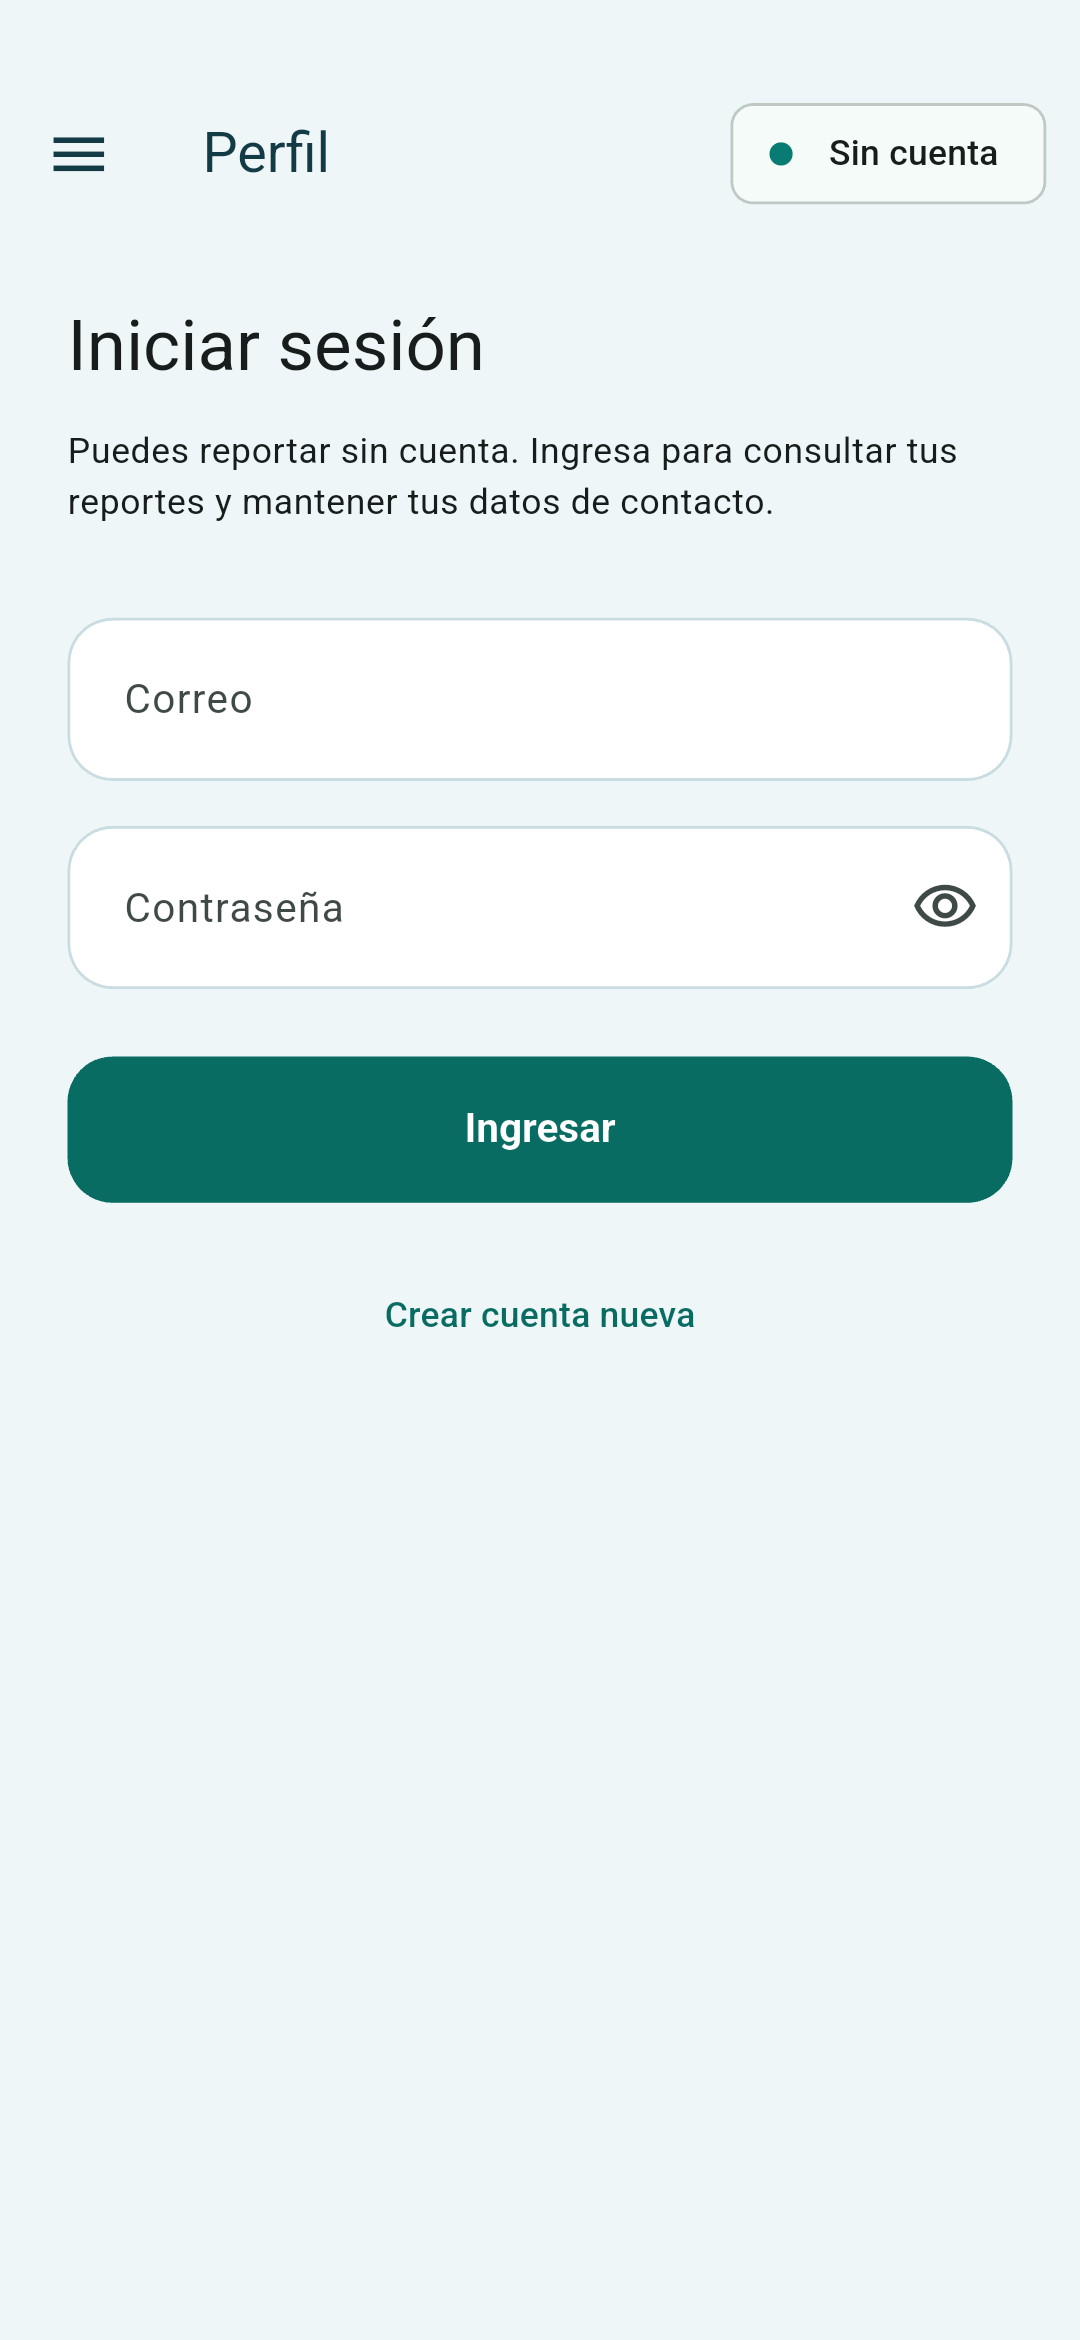 Perfil
Sin cuenta
Iniciar sesión
Puedes reportar sin cuenta. Ingresa para consultar tus
reportes y mantener tus datos de contacto.
Correo
Contraseña
Ingresar
Crear cuenta nueva